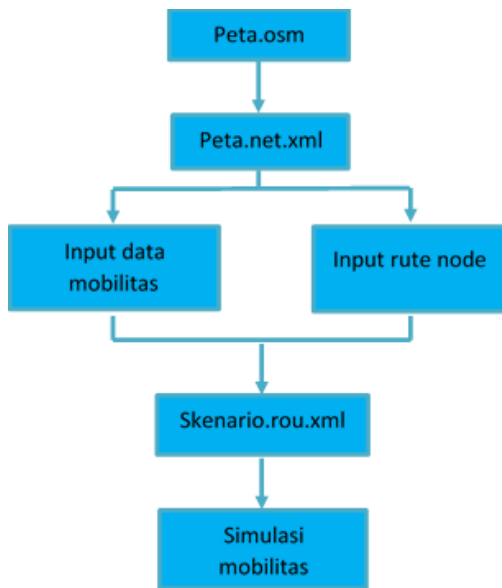 Peta.osm
Peta.net.xml
Input data
mobilitas
Input rute node
Skenario.rou.xml
Simulasi
mobilitas